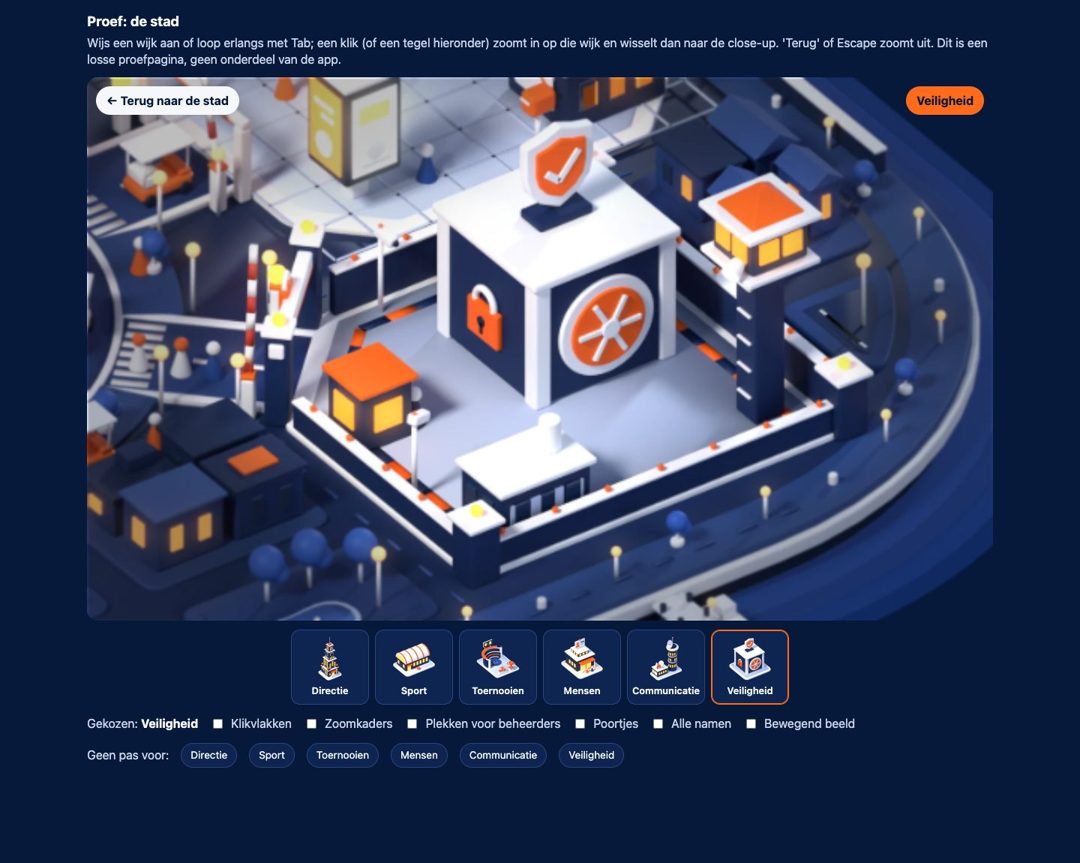 Proef: de stad
Wijs een wijk aan of loop erlangs met Tab; een klik (of een tegel hieronder) zoomt in op die wijk en wisselt dan naar de close-up. 'Terug' of Escape zoomt uit. Dit is een
losse proefpagina, geen onderdeel van de app.
← Terug naar de stad
Veiligheid
Directie
Sport
Toernooien
Mensen
Communicatie
Veiligheid
Gekozen: Veiligheid Klikvlakken Zoomkaders Plekken voor beheerders Poortjes Alle namen Bewegend beeld
Geen pas voor: Directie Sport Toernooien Mensen Communicatie Veiligheid